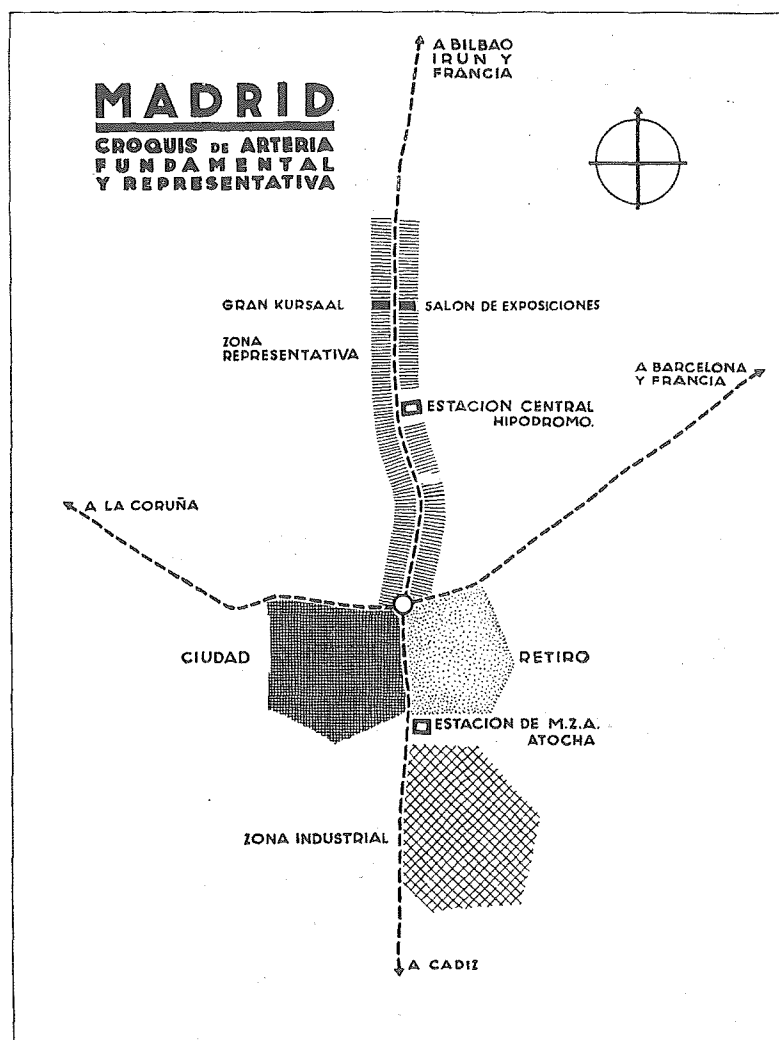 MADRID
CROQUIS DE ARTERIA
FUNDAMENTAL
Y REPRESENTATIVA
A BILBAO
IRUN Y
FRANCIA
GRAN KURSAAL
SALON DE EXPOSICIONES
ZONA
REPRESENTATIVA
A BARCELONA
Y FRANCIA
ESTACION CENTRAL
HIPODROMO.
A LA CORUÑA
CIUDAD
RETIRO
ESTACION DE M.Z.A.
ATOCHA
ZONA INDUSTRIAL
A CADIZ